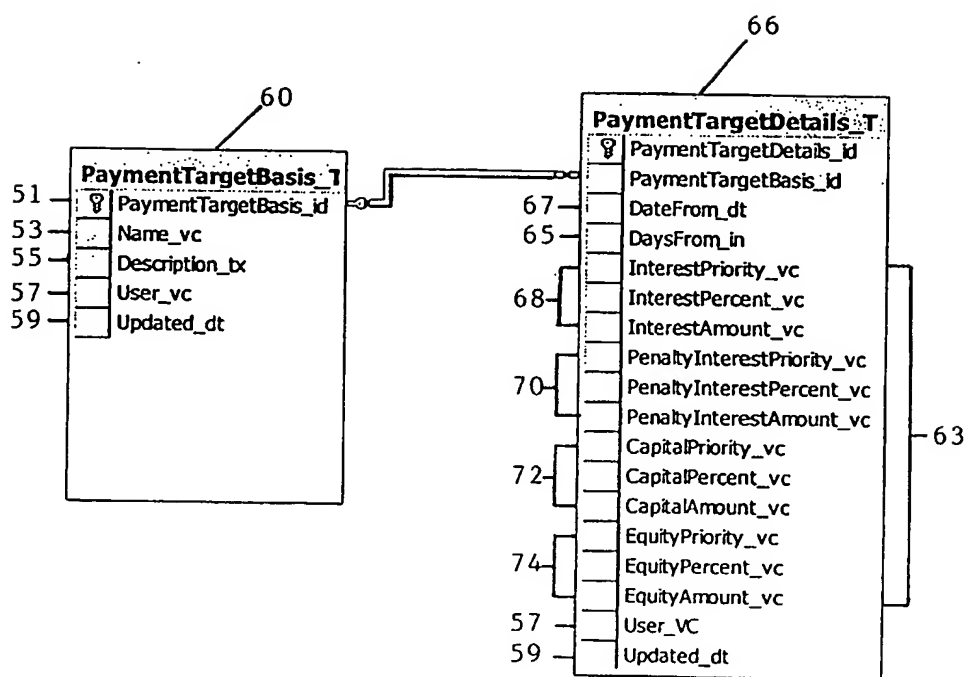 66
60
PaymentTargetDetails_T
PaymentTargetDetails_id
PaymentTargetBasis_T
PaymentTargetBasis_id
51
PaymentTargetBasis_id
67
DateFrom_dt
53
Name_vc
65
DaysFrom_in
55
Description_tx
InterestPriority_vc
57
User_vc
68
InterestPercent_vc
59
Updated_dt
InterestAmount_vc
PenaltyInterestPriority_vc
70
PenaltyInterestPercent_vc
PenaltyInterestAmount_vc
63
CapitalPriority_vc
72
CapitalPercent_vc
CapitalAmount_vc
EquityPriority_vc
74
EquityPercent_vc
EquityAmount_vc
57
User_VC
59
Updated_dt